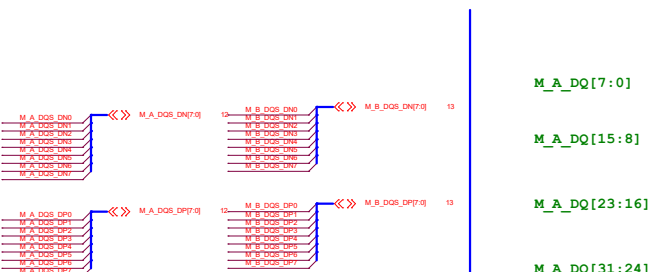 M_A_DQ[7:0]
M_A_DQS_DN0
M_A_DQS_DN1
M_A_DQS_DN2
M_A_DQS_DN3
M_A_DQS_DN4
M_A_DQS_DN5
M_A_DQS_DN6
M_A_DQS_DN7
M_A_DQS_DN[7:0] 12
M_B_DQS_DN0
M_B_DQS_DN1
M_B_DQS_DN2
M_B_DQS_DN3
M_B_DQS_DN4
M_B_DQS_DN5
M_B_DQS_DN6
M_B_DQS_DN7
M_B_DQS_DN[7:0] 13
M_A_DQ[15:8]
M_A_DQS_DP0
M_A_DQS_DP1
M_A_DQS_DP2
M_A_DQS_DP3
M_A_DQS_DP4
M_A_DQS_DP5
M_A_DQS_DP6
M_A_DQS_DP7
M_A_DQS_DP[7:0] 12
M_B_DQS_DP0
M_B_DQS_DP1
M_B_DQS_DP2
M_B_DQS_DP3
M_B_DQS_DP4
M_B_DQS_DP5
M_B_DQS_DP6
M_B_DQS_DP7
M_B_DQS_DP[7:0] 13
M_A_DQ[23:16]
M_A_DQ[31:24]